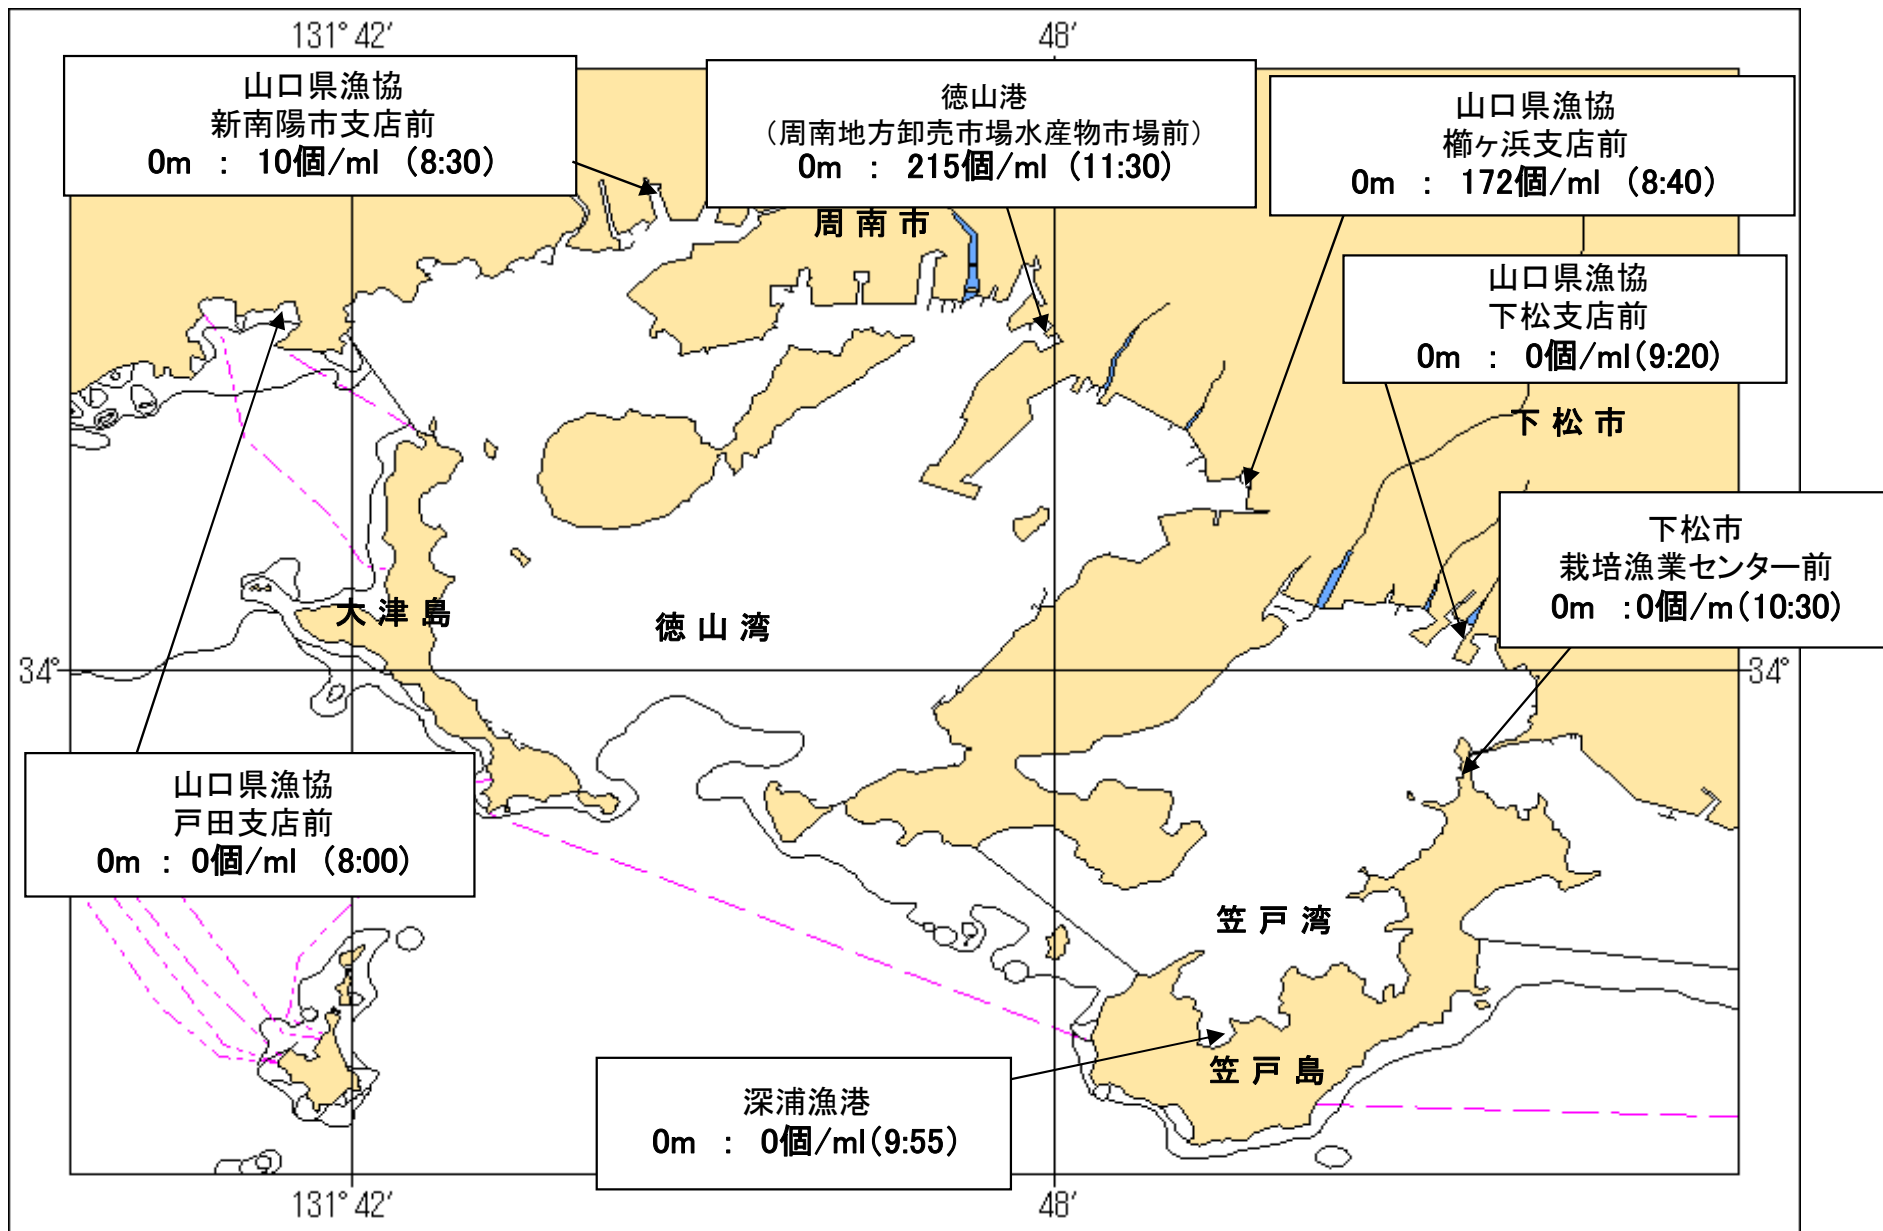 131°42′
48′
山口県漁協
新南陽市支店前
0m : 10個/ml (8:30)
徳山港
(周南地方卸売市場水産物市場前)
0m : 215個/ml (11:30)
山口県漁協
櫛ヶ浜支店前
0m : 172個/ml (8:40)
周南市
山口県漁協
下松支店前
0m : 0個/ml(9:20)
下松市
下松市
栽培漁業センター前
0m :0個/m(10:30)
大津島
徳山湾
34°
34°
山口県漁協
戸田支店前
0m : 0個/ml (8:00)
笠戸湾
笠戸島
深浦漁港
0m : 0個/ml(9:55)
131°42′
48′